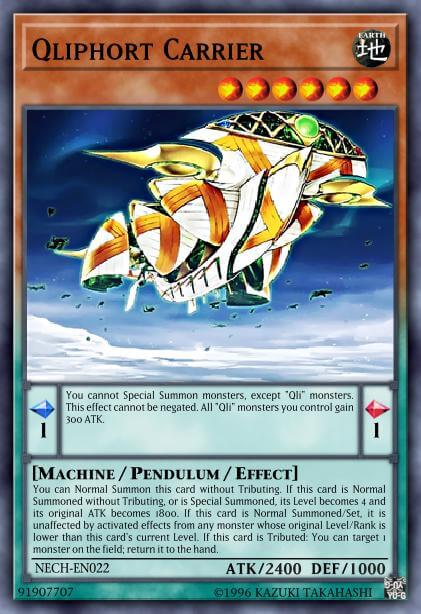 Qliphort Carrier
EARTH
地
You cannot Special Summon monsters, except "Qli" monsters.
This effect cannot be negated. All "Qli" monsters you control gain
300 ATK.
1
1
[Machine / Pendulum / Effect]
You can Normal Summon this card without Tributing. If this card is Normal
Summoned without Tributing, or is Special Summoned, its Level becomes 4 and
its original ATK becomes 1800. If this card is Normal Summoned/Set, it is
unaffected by activated effects from any monster whose original Level/Rank is
lower than this card's current Level. If this card is Tributed: You can target 1
monster on the field; return it to the hand.
NECH-EN022
ATK/2400 DEF/1000
91907707
©1996 KAZUKI TAKAHASHI